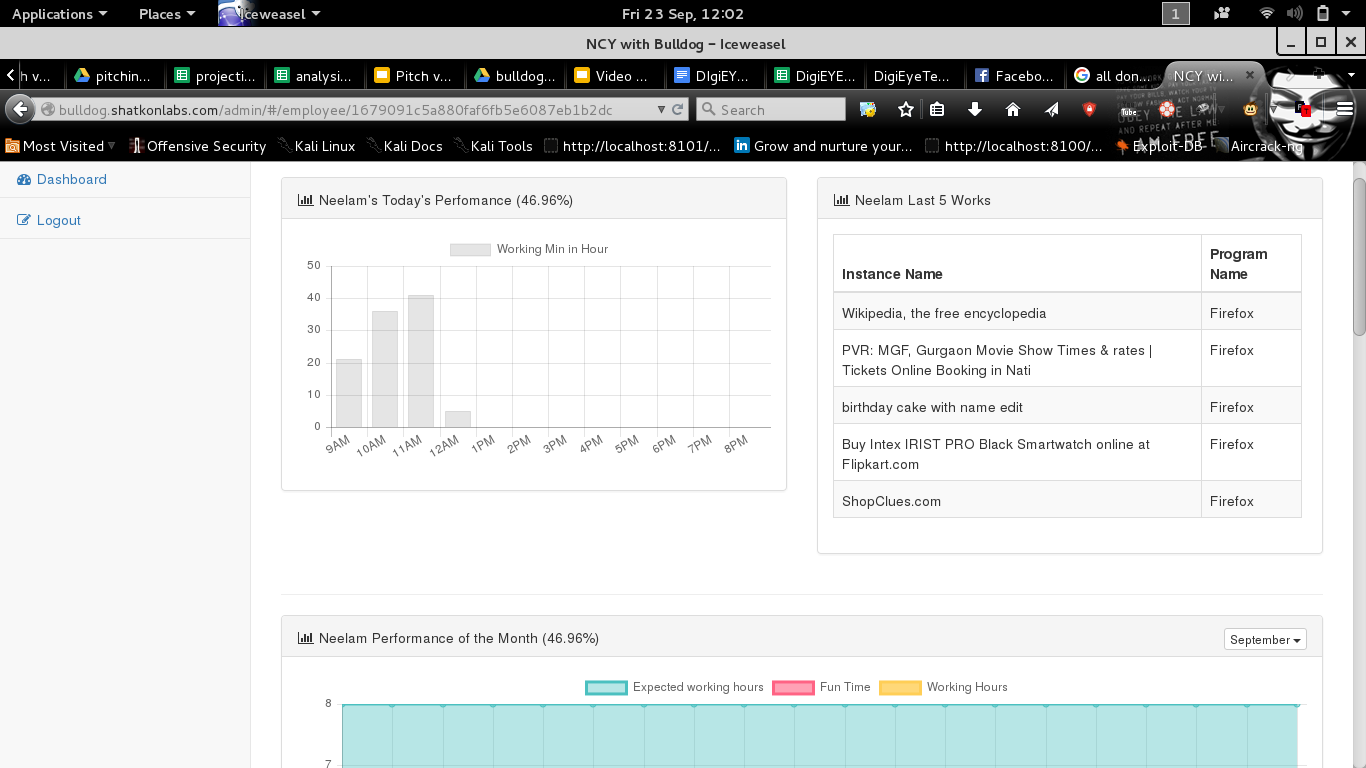 Applications Places Iceweasel Fri 23 Sep, 12:02 1
NCY with Bulldog – Iceweasel
h v... pitchin... projecti... analysi... Pitch v... bulldog... Video ... DIgiEY... DigiEYE... DigiEyeTe... Facebo... all don... NCY wi...
bulldog.shatkonlabs.com/admin/#/employee/1679091c5a880faf6fb5e6087eb1b2dc Search
Most Visited Offensive Security Kali Linux Kali Docs Kali Tools http://localhost:8101/... Grow and nurture your... http://localhost:8100/... Exploit-DB Aircrack-ng
Dashboard
Logout
Neelam's Today's Perfomance (46.96%)
Working Min in Hour
50
40
30
20
10
0
9AM 10AM 11AM 12AM 1PM 2PM 3PM 4PM 5PM 6PM 7PM 8PM
Neelam Last 5 Works
Instance Name Program Name
Wikipedia, the free encyclopedia Firefox
PVR: MGF, Gurgaon Movie Show Times & rates | Firefox
Tickets Online Booking in Nati
birthday cake with name edit Firefox
Buy Intex IRIST PRO Black Smartwatch online at Firefox
Flipkart.com
ShopClues.com Firefox
Neelam Performance of the Month (46.96%) September
Expected working hours Fun Time Working Hours
8
7